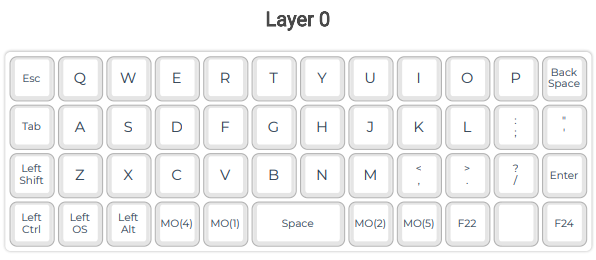 Layer 0
Esc Q W E R T Y U I O P Back Space
Tab A S D F G H J K L : ; " '
Left Shift Z X C V B N M < , > . ? / Enter
Left Ctrl Left OS Left Alt MO(4) MO(1) Space MO(2) MO(5) F22 F24